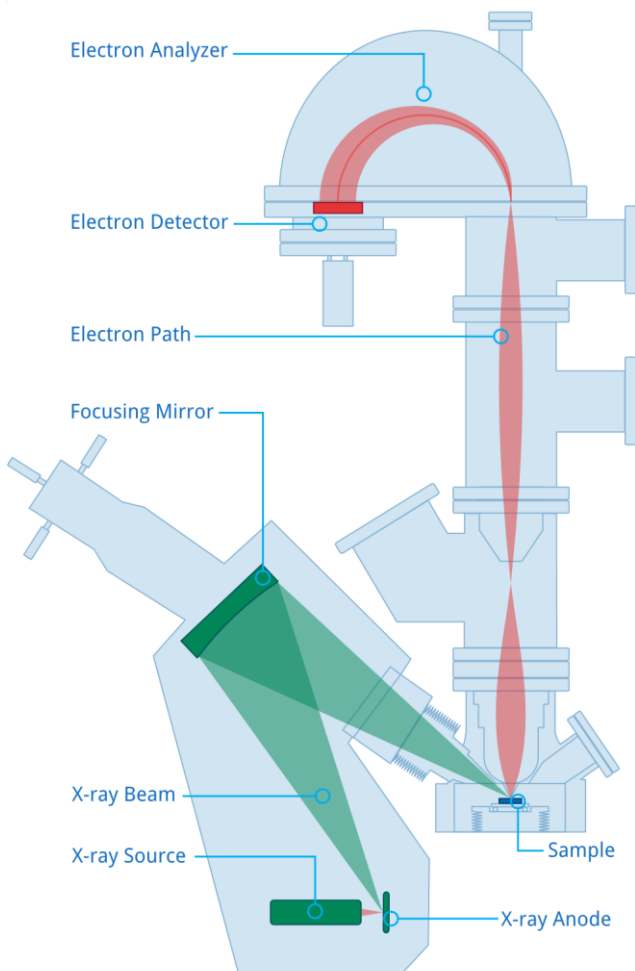 Electron Analyzer
Electron Detector
Electron Path
Focusing Mirror
X-ray Beam
X-ray Source
Sample
X-ray Anode